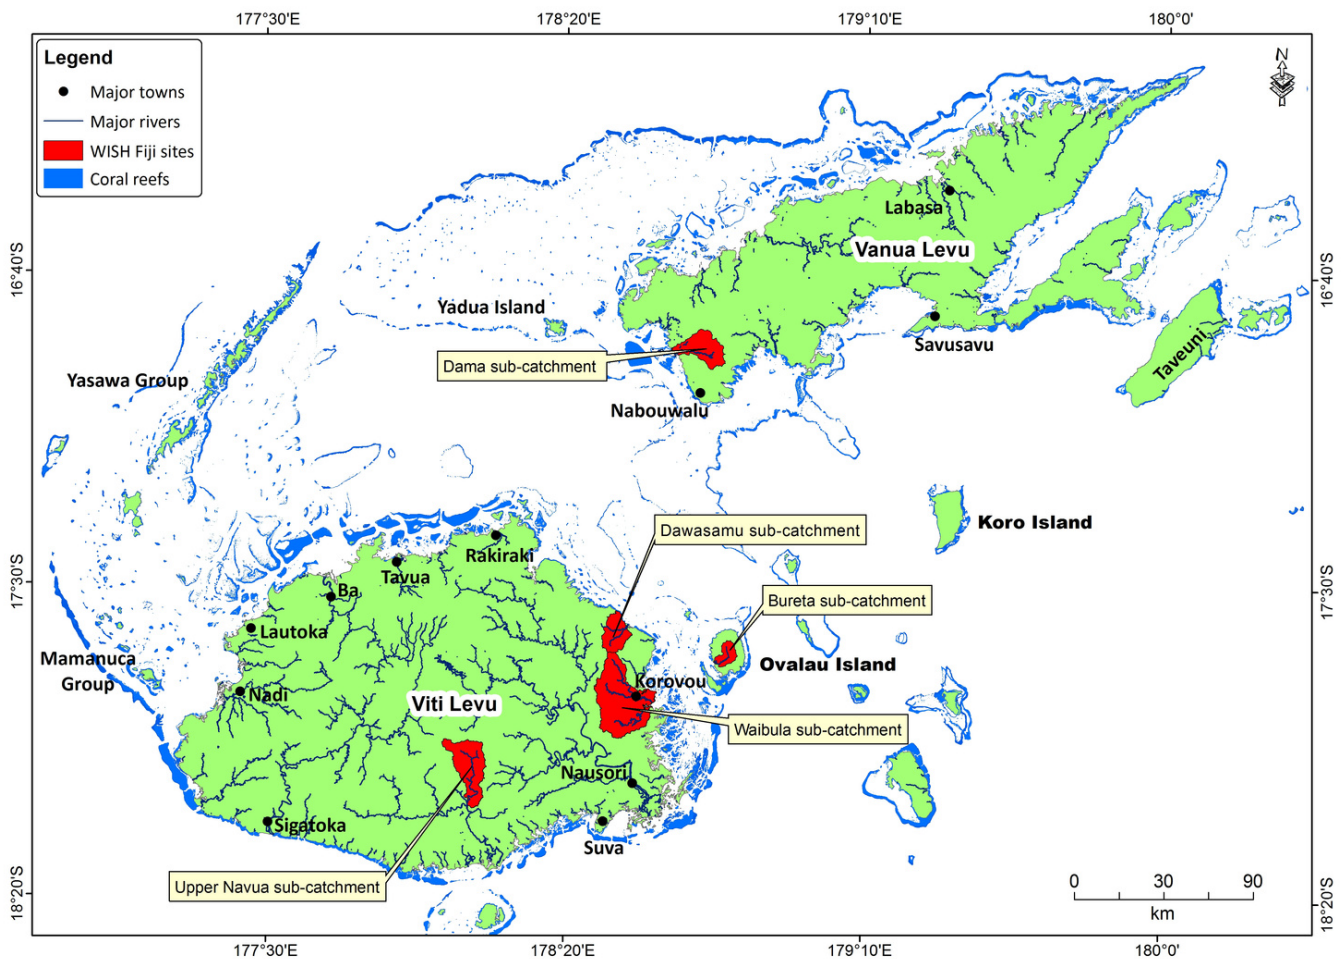 177°30'E
178°20'E
179°10'E
180°0'
Legend
Major towns
Major rivers
WISH Fiji sites
Coral reefs
N
Labasa
Vanua Levu
16°40'S
16°40'S
Yadua Island
Savusavu
Taveuni
Dama sub-catchment
Yasawa Group
Nabouwalu
Koro Island
Dawasamu sub-catchment
Rakiraki
Tavua
17°30'S
17°30'S
Ba
Bureta sub-catchment
Lautoka
Mamanuca
Group
Ovalau Island
Korovou
Nadi
Viti Levu
Waibula sub-catchment
Nausori
Sigatoka
Suva
Upper Navua sub-catchment
18°20'S
18°20'S
0 30 90
km
177°30'E
178°20'E
179°10'E
180°0'